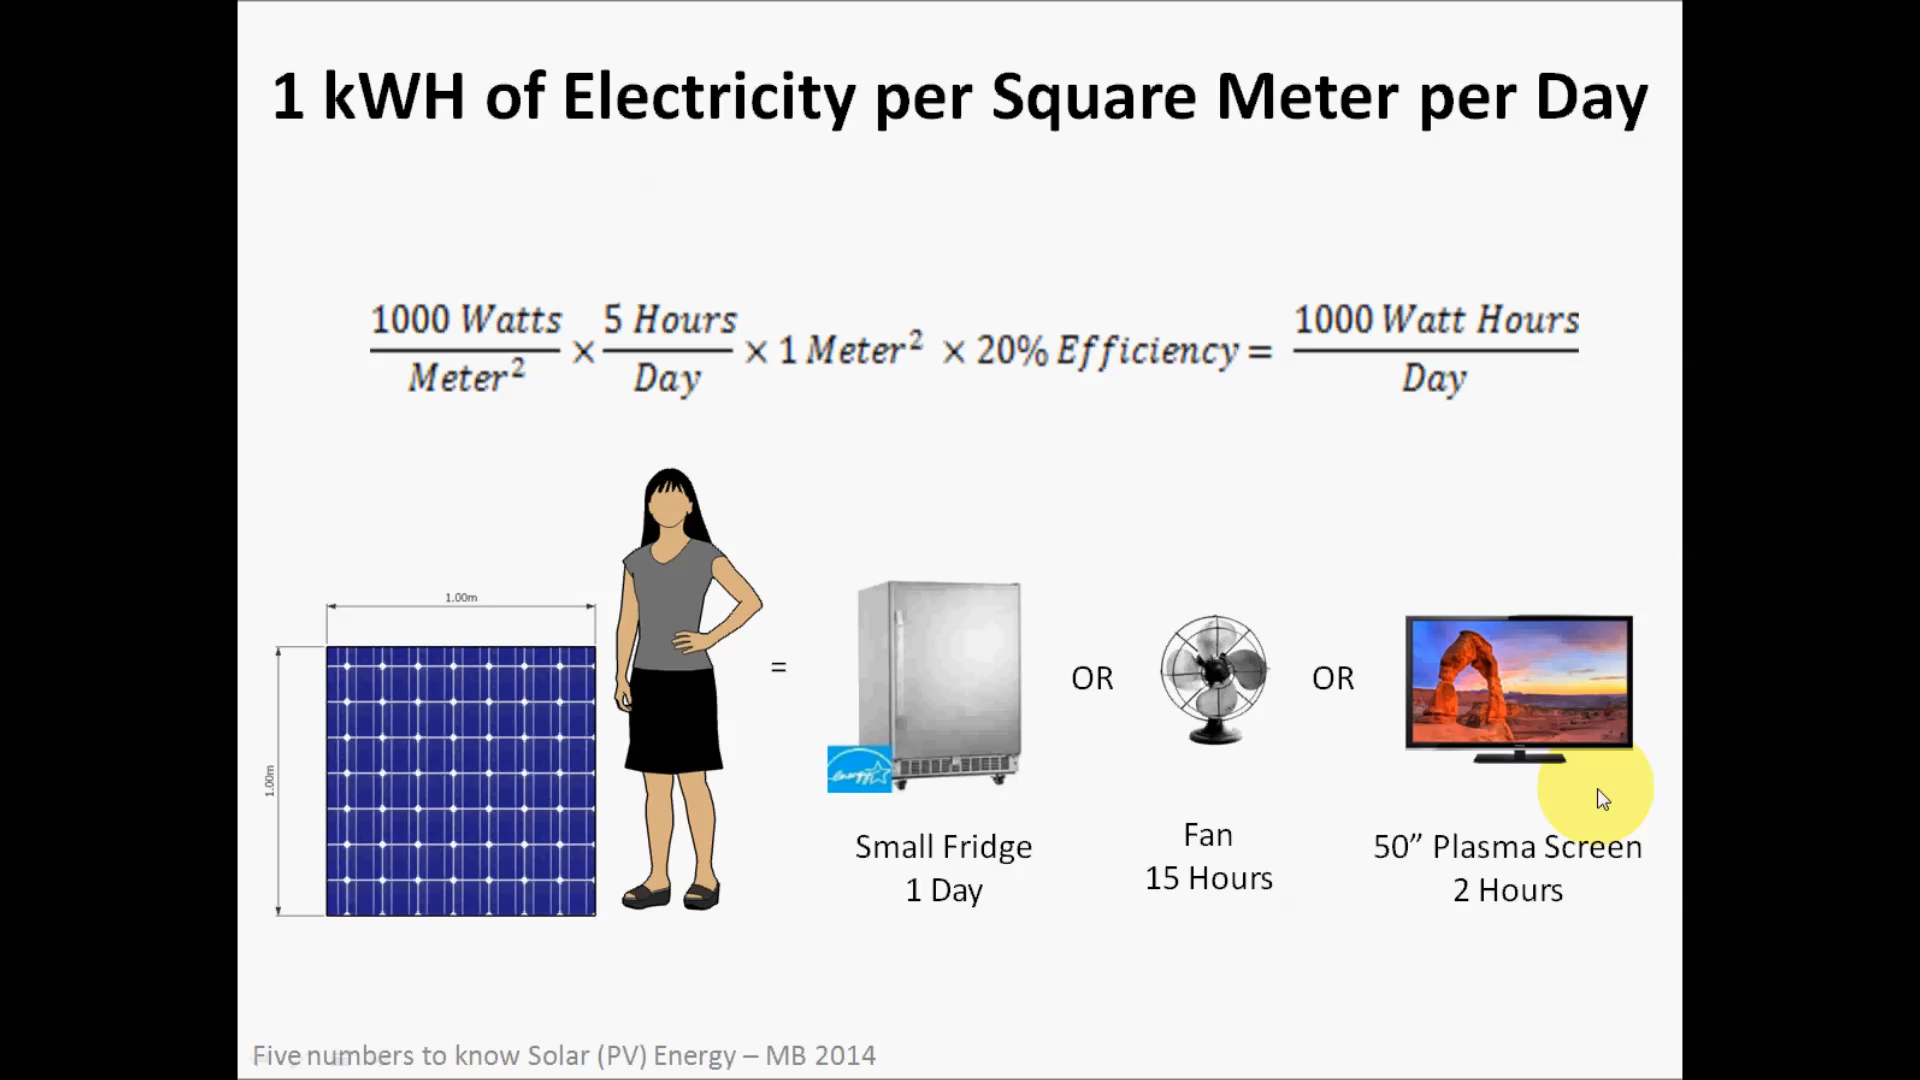 1 kWH of Electricity per Square Meter per Day
1000 Watts / Meter² × 5 Hours / Day × 1 Meter² × 20% Efficiency = 1000 Watt Hours / Day
1.00m
1.00m
=
OR
OR
energy
Small Fridge
1 Day
Fan
15 Hours
50” Plasma Screen
2 Hours
Five numbers to know Solar (PV) Energy – MB 2014